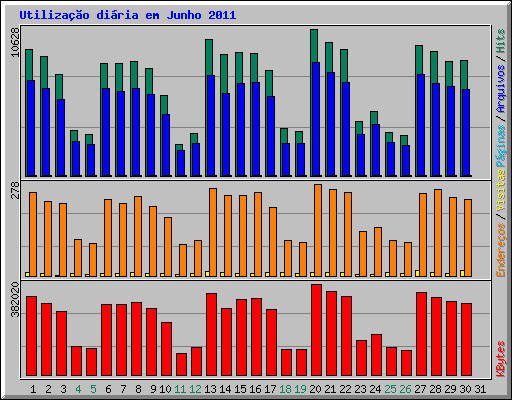 Utilização diária em Junho 2011
10628
278
382020
Endereços / Visitas Páginas / Arquivos / Hits
KBytes
1 2 3 4 5 6 7 8 9 10 11 12 13 14 15 16 17 18 19 20 21 22 23 24 25 26 27 28 29 30 31